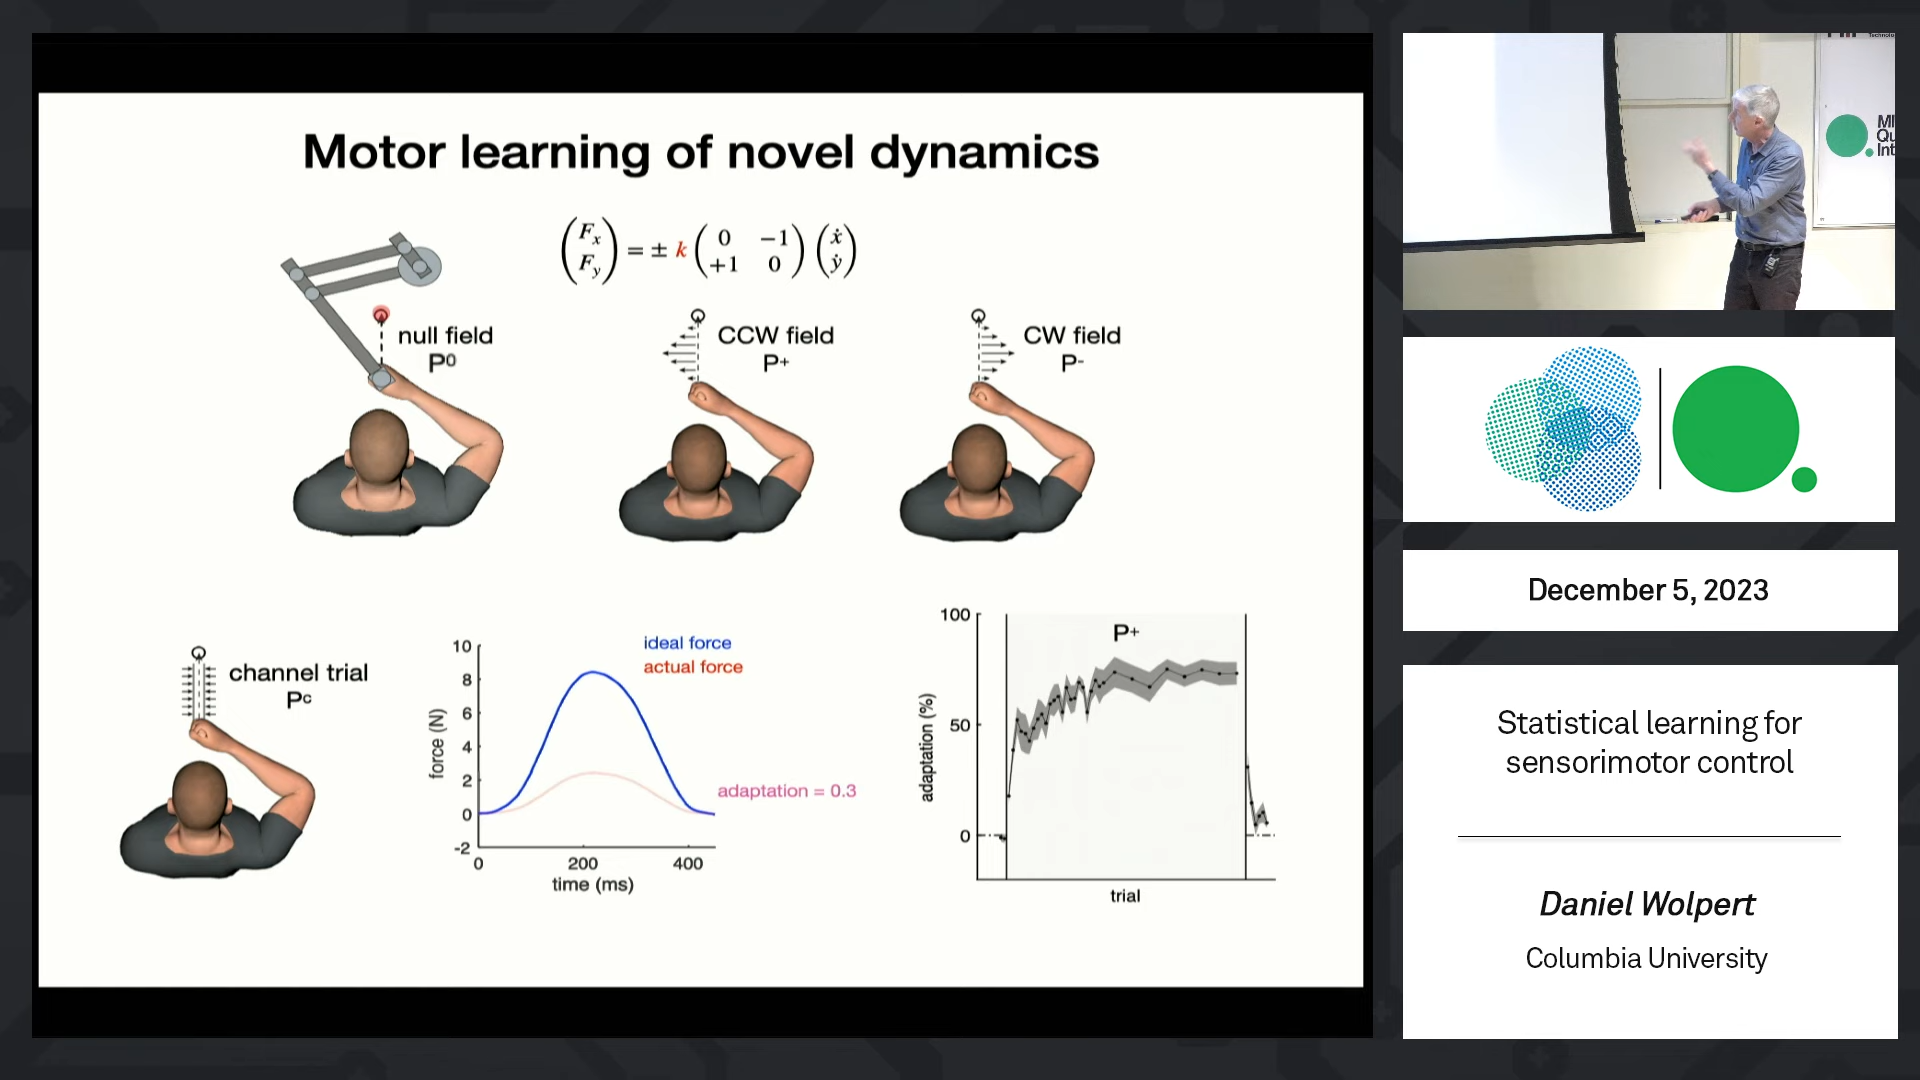 Motor learning of novel dynamics
(Fx Fy) = ± k (0 −1 +1 0) (ẋ ẏ)
null field
P0
CCW field
P+
CW field
P-
channel trial
Pc
10
8
6
4
2
0
-2
force (N)
0 200 400
time (ms)
ideal force
actual force
adaptation = 0.3
100
50
0
adaptation (%)
P+
trial
MI
Qu
Int
December 5, 2023
Statistical learning for
sensorimotor control
Daniel Wolpert
Columbia University